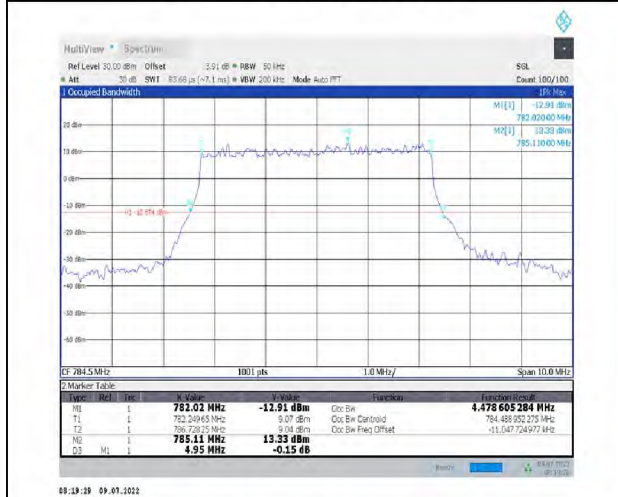 MultiView Spectrum
Ref Level 30.00 dBm Offset 3.91 dB RBW 50 kHz SGL
Att 30 dB SWT 83.68 µs (~7.1 ms) VBW 200 kHz Mode Auto FFT Count 100/100
1 Occupied Bandwidth 1Pk Max
M1[1] -12.91 dBm
782.02000 MHz
M2[1] 13.33 dBm
785.11000 MHz
20 dBm
10 dBm
0 dBm
-10 dBm
-20 dBm
-30 dBm
-40 dBm
-50 dBm
-60 dBm
CF 784.5 MHz 1001 pts 1.0 MHz/ Span 10.0 MHz
2 Marker Table
Type Ref Trc X-Value Y-Value Function Function Result
M1 1 782.02 MHz -12.91 dBm Occ Bw 4.478 605 284 MHz
T1 1 782.24965 MHz 9.07 dBm Occ Bw Centroid 784.488 952 275 MHz
T2 1 786.72825 MHz 9.04 dBm Occ Bw Freq Offset -11.047 724 977 kHz
M2 1 785.11 MHz 13.33 dBm
D3 M1 1 4.95 MHz -0.15 dB
Ready
08:19:29 09.07.2022